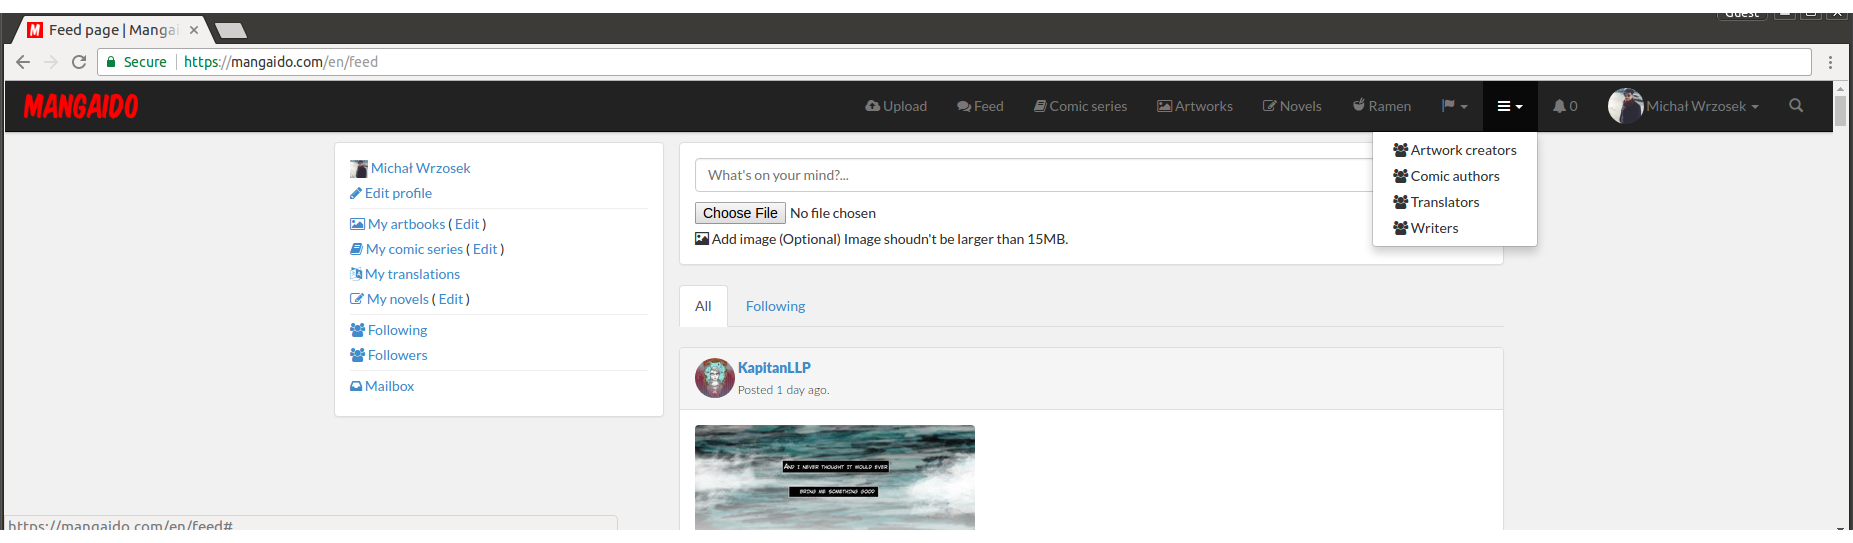 Guest
Feed page | Mangai
Secure https://mangaido.com/en/feed
MANGAIDO Upload Feed Comic series Artworks Novels Ramen 0 Michał Wrzosek
Artwork creators
Comic authors
Translators
Writers
Michał Wrzosek
Edit profile
My artbooks ( Edit )
My comic series ( Edit )
My translations
My novels ( Edit )
Following
Followers
Mailbox
What's on your mind?...
Choose File No file chosen
Add image (Optional) Image shoudn't be larger than 15MB.
All Following
KapitanLLP
Posted 1 day ago.
AND I NEVER THOUGHT IT WOULD EVER
BRING ME SOMETHING GOOD
https://mangaido.com/en/feed#